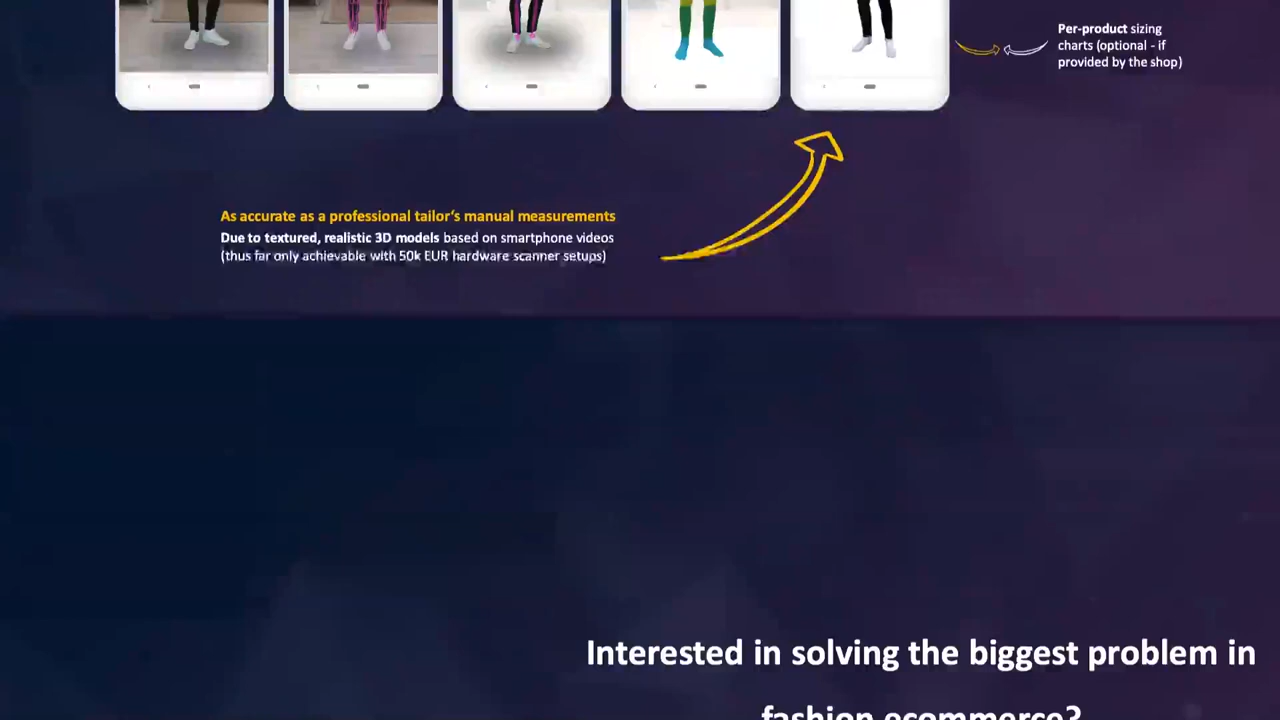 Per-product sizing
charts (optional - if
provided by the shop)
As accurate as a professional tailor's manual measurements
Due to textured, realistic 3D models based on smartphone videos
(thus far only achievable with 50k EUR hardware scanner setups)
Interested in solving the biggest problem in
fashion ecommerce?